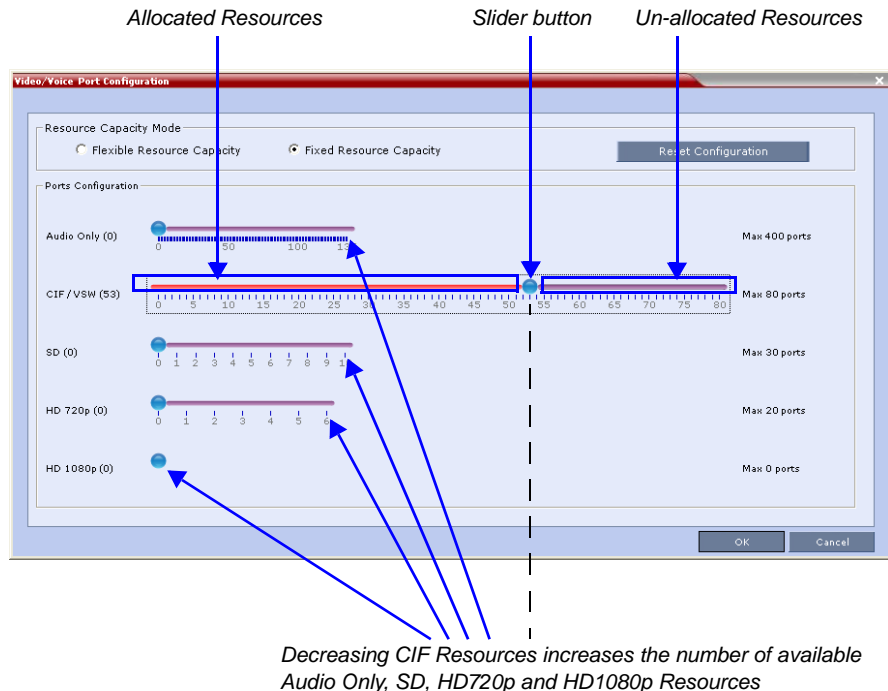 Allocated Resources
Slider button
Un-allocated Resources
Video/Voice Port Configuration
Resource Capacity Mode
Flexible Resource Capacity
Fixed Resource Capacity
Reset Configuration
Ports Configuration
Audio Only (0)
0 50 100
Max 400 ports
CIF / VSW (53)
0 5 10 15 20 25 30 35 40 45 50 55 60 65 70 75 80
Max 80 ports
SD (0)
0 1 2 3 4 5 6 7 8 9
Max 30 ports
HD 720p (0)
0 1 2 3 4 5 6
Max 20 ports
HD 1080p (0)
Max 0 ports
OK
Cancel
Decreasing CIF Resources increases the number of available
Audio Only, SD, HD720p and HD1080p Resources